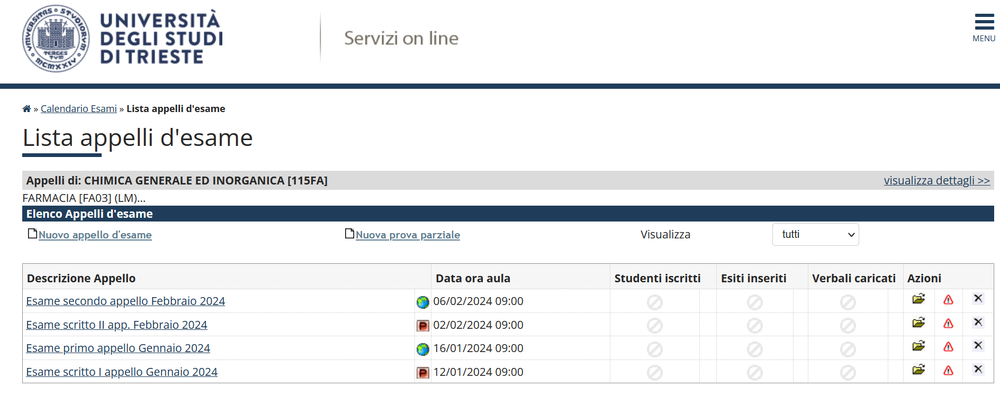 UNIVERSITAS STVDIORVM
TERGES
TVM
MCMXXIV
UNIVERSITÀ
DEGLI STUDI
DI TRIESTE
Servizi on line
MENU
» Calendario Esami » Lista appelli d'esame
Lista appelli d'esame
Appelli di: CHIMICA GENERALE ED INORGANICA [115FA] visualizza dettagli >>
FARMACIA [FA03] (LM)...
Elenco Appelli d'esame
Nuovo appello d'esame Nuova prova parziale Visualizza tutti
Descrizione Appello Data ora aula Studenti iscritti Esiti inseriti Verbali caricati Azioni
Esame secondo appello Febbraio 2024 06/02/2024 09:00
Esame scritto II app. Febbraio 2024 P 02/02/2024 09:00
Esame primo appello Gennaio 2024 16/01/2024 09:00
Esame scritto I appello Gennaio 2024 P 12/01/2024 09:00